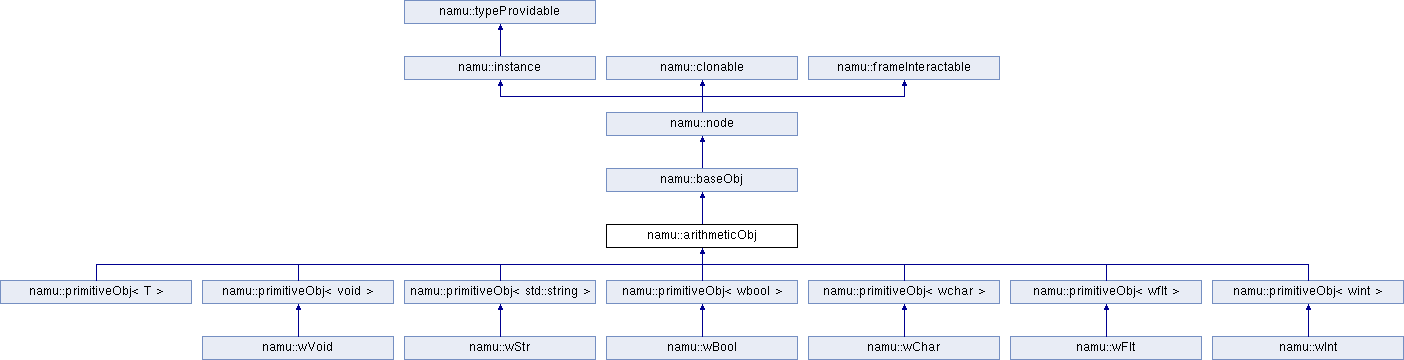 namu::typeProvidable
namu::instance
namu::clonable
namu::frameInteractable
namu::node
namu::baseObj
namu::arithmeticObj
namu::primitiveObj< T >
namu::primitiveObj< void >
namu::primitiveObj< std::string >
namu::primitiveObj< wbool >
namu::primitiveObj< wchar >
namu::primitiveObj< wflt >
namu::primitiveObj< wint >
namu::wVoid
namu::wStr
namu::wBool
namu::wChar
namu::wFlt
namu::wInt